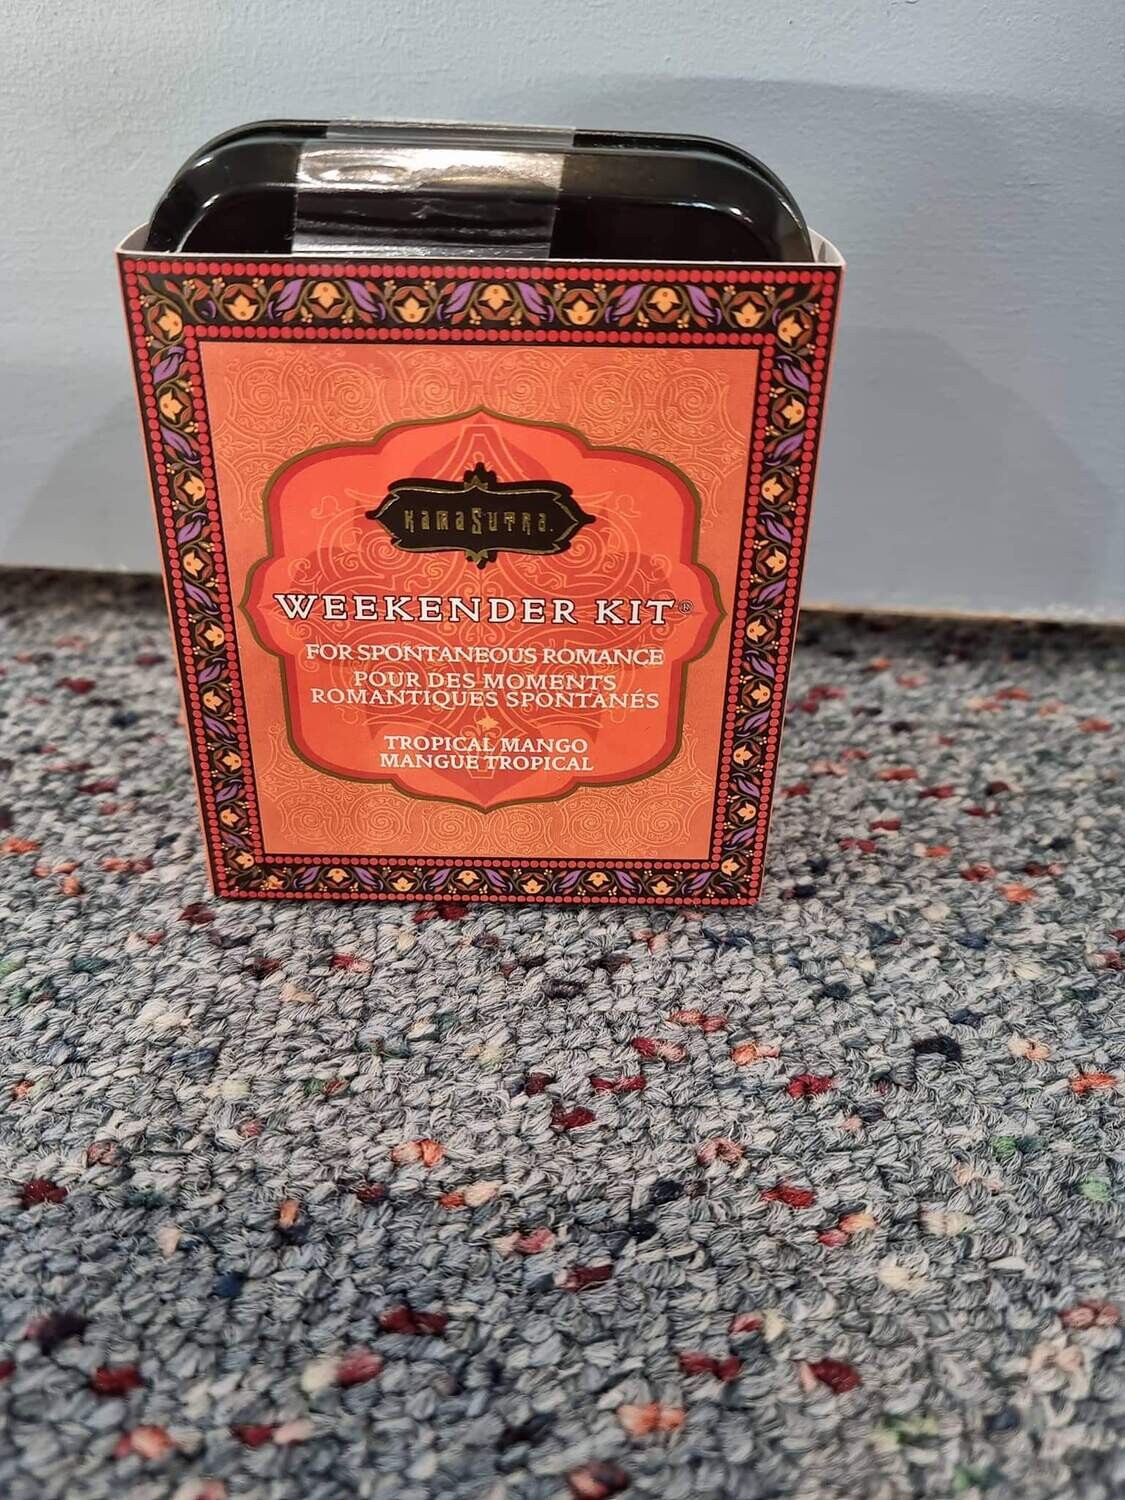 KAMASUTRA.
WEEKENDER KIT®
FOR SPONTANEOUS ROMANCE
POUR DES MOMENTS
ROMANTIQUES SPONTANÉS
TROPICAL MANGO
MANGUE TROPICAL